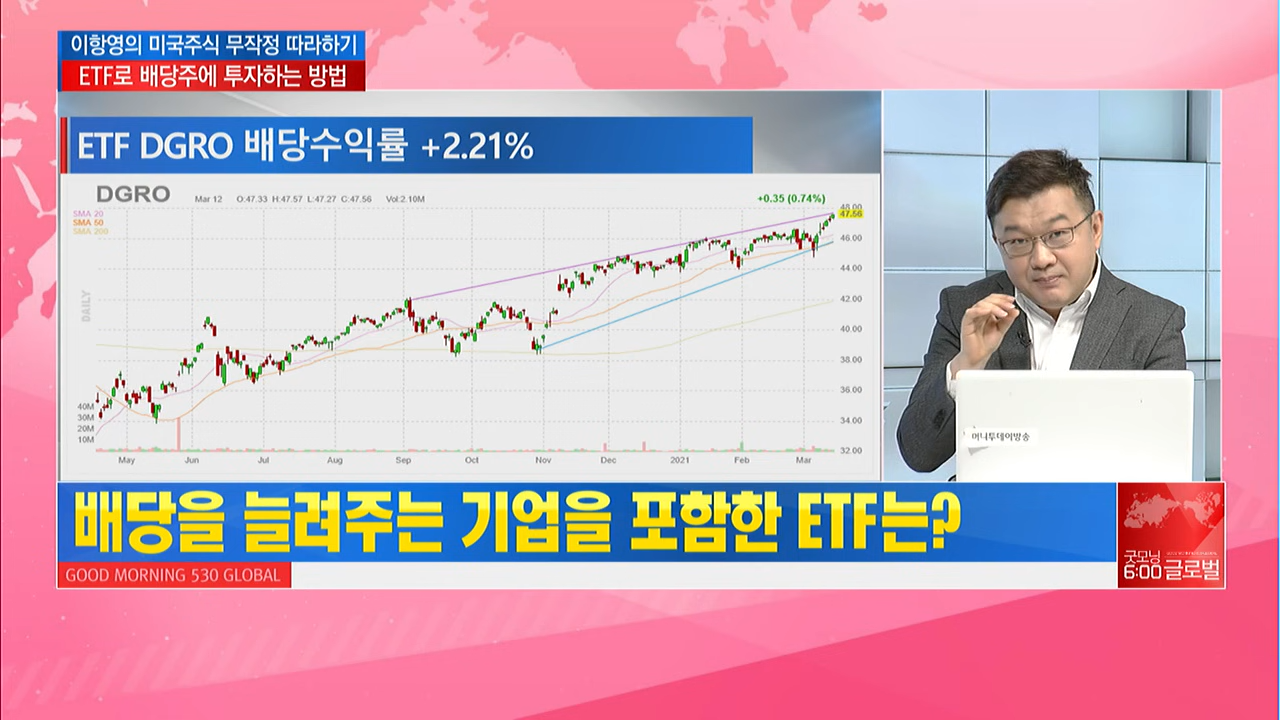 이항영의 미국주식 무작정 따라하기
ETF로 배당주에 투자하는 방법
ETF DGRO 배당수익률 +2.21%
DGRO Mar 12 O:47.33 H:47.57 L:47.27 C:47.56 Vol:2.10M +0.35 (0.74%)
SMA 20
SMA 50
SMA 200
DAILY
48.00
47.56
46.00
44.00
42.00
40.00
38.00
36.00
34.00
32.00
40M
30M
20M
10M
May Jun Jul Aug Sep Oct Nov Dec 2021 Feb Mar
머니투데이방송
배당을 늘려주는 기업을 포함한 ETF는?
GOOD MORNING 530 GLOBAL
굿모닝
6:00 글로벌